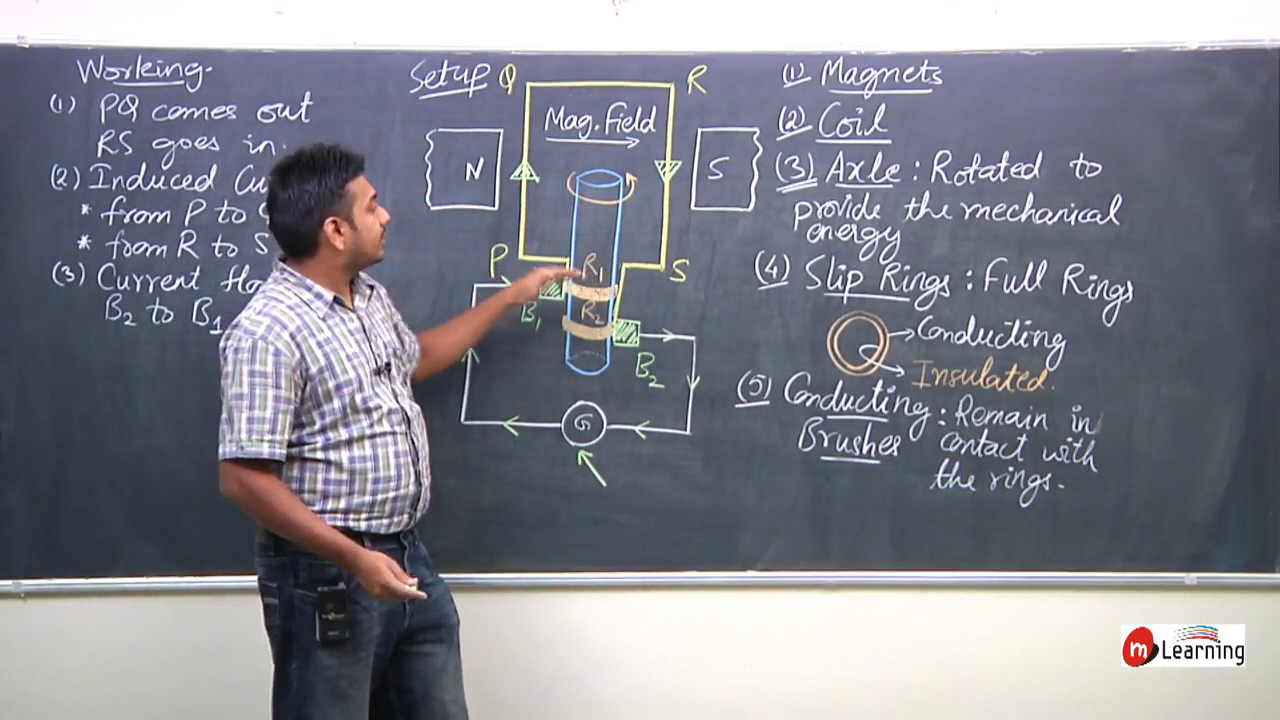 Working.
(1) PQ comes out
RS goes in.
(2) Induced
* from P to
* from R to S
(3) Current
B2 to B1
Setup
Q
R
Mag. Field
N
S
P
S
R1
R2
B1
B2
G
(1) Magnets
(2) Coil
(3) Axle : Rotated to
provide the mechanical
energy
(4) Slip Rings : Full Rings
Conducting
Insulated.
(5) Conducting : Remain in
Brushes contact with
the rings.
m Learning